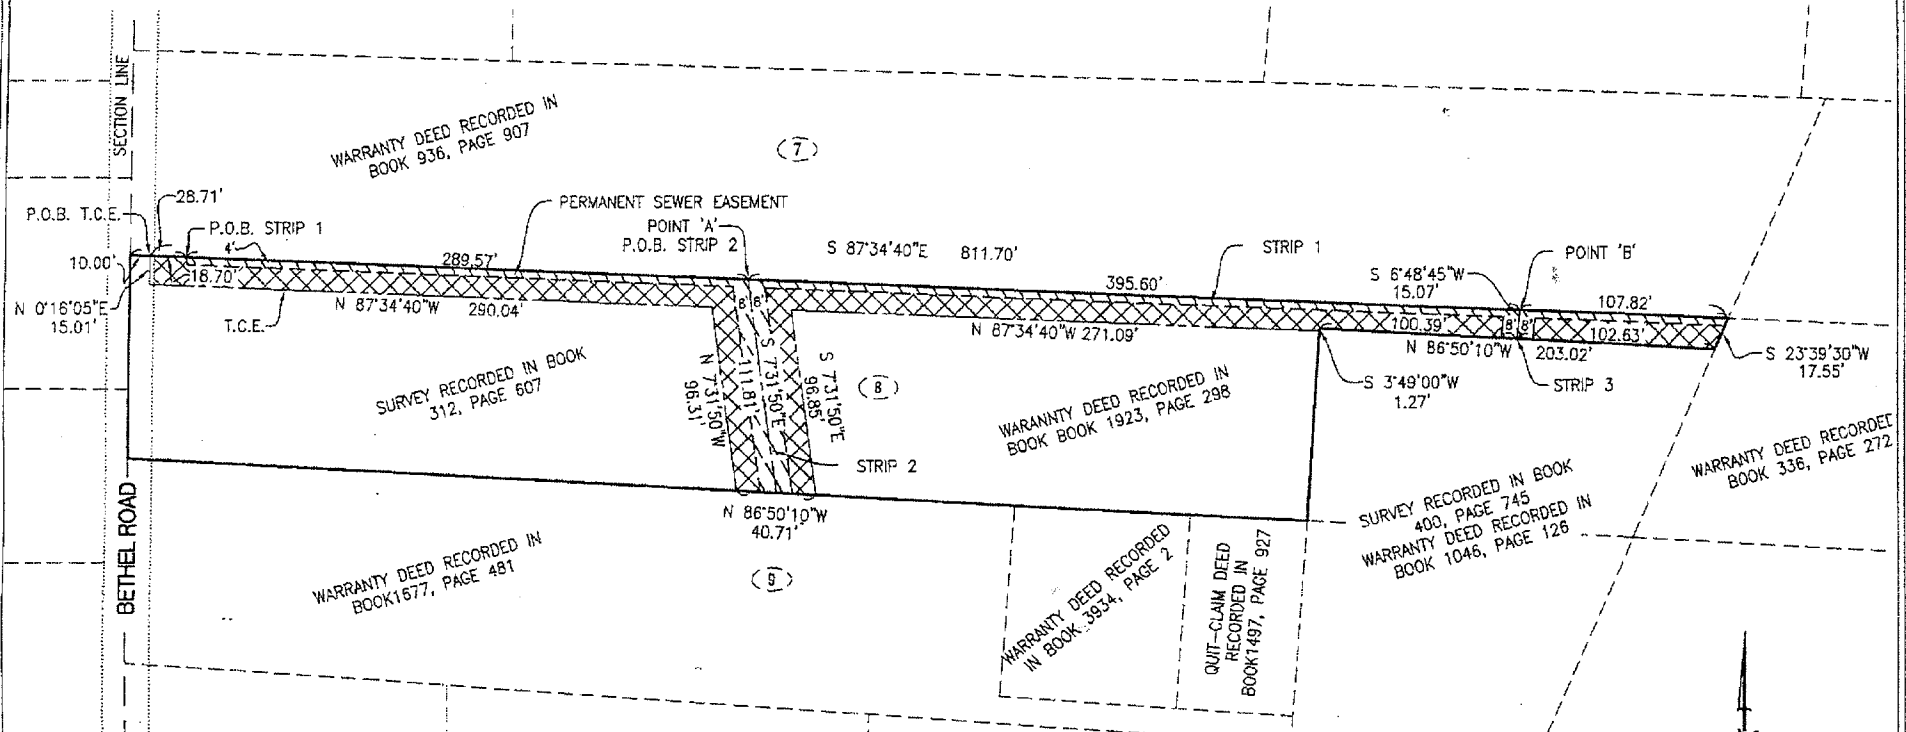 SECTION LINE
WARRANTY DEED RECORDED IN
BOOK 936, PAGE 907
7
28.71'
P.O.B. T.C.E.
P.O.B. STRIP 1
4'
PERMANENT SEWER EASEMENT
POINT 'A'
P.O.B. STRIP 2
S 87°34'40"E 811.70'
STRIP 1
POINT 'B'
10.00'
18.70'
289.57'
395.60'
S 6°48'45"W
15.07'
107.82'
N 0°16'05"E
15.01'
T.C.E.
N 87°34'40"W 290.04'
8' 8'
N 87°34'40"W 271.09'
100.39'
8' 8'
102.63'
N 86°50'10"W 203.02'
S 23°39'30"W
17.55'
SURVEY RECORDED IN BOOK
312, PAGE 607
N 7°31'50"W
96.31'
111.81'
S 7°31'50"E
S 7°31'50"E
96.85'
8
S 3°49'00"W
1.27'
STRIP 3
WARANNTY DEED RECORDED IN
BOOK BOOK 1923, PAGE 298
STRIP 2
WARRANTY DEED RECORDED
BOOK 336, PAGE 272
BETHEL ROAD
N 86°50'10"W
40.71'
SURVEY RECORDED IN BOOK
400, PAGE 745
WARRANTY DEED RECORDED IN
BOOK 1046, PAGE 126
WARRANTY DEED RECORDED IN
BOOK1677, PAGE 481
9
WARRANTY DEED RECORDED
IN BOOK 3934, PAGE 2
QUIT-CLAIM DEED
RECORDED IN
BOOK1497, PAGE 927